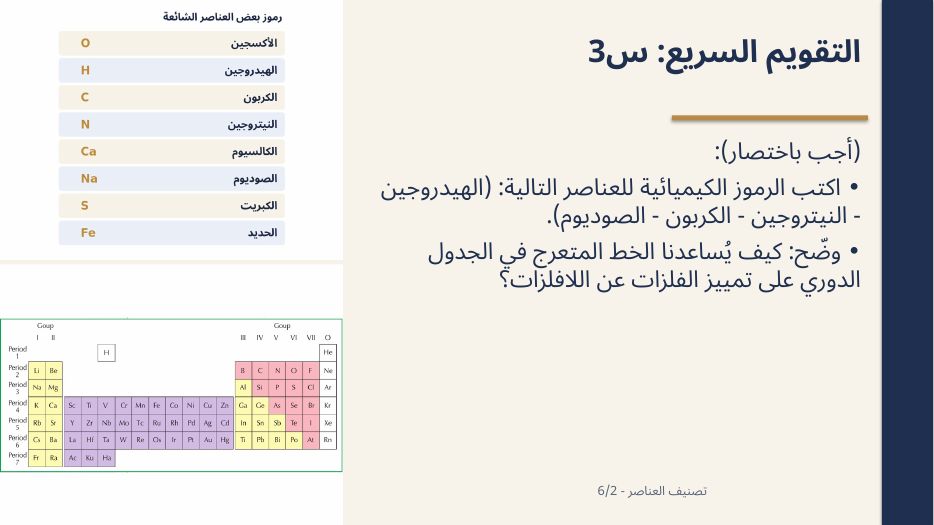 التقويم السريع: س3
(أجب باختصار):
• اكتب الرموز الكيميائية للعناصر التالية: (الهيدروجين
- النيتروجين - الكربون - الصوديوم).
• وضّح: كيف يُساعدنا الخط المتعرج في الجدول
الدوري على تمييز الفلزات عن اللافلزات؟
تصنيف العناصر - 6/2
رموز بعض العناصر الشائعة
الأكسجين O
الهيدروجين H
الكربون C
النيتروجين N
الكالسيوم Ca
الصوديوم Na
الكبريت S
الحديد Fe
Goup Goup
I II III IV V VI VII O
Period 1 H He
Period 2 Li Be B C N O F Ne
Period 3 Na Mg Al Si P S Cl Ar
Period 4 K Ca Sc Ti V Cr Mn Fe Co Ni Cu Zn Ga Ge As Se Br Kr
Period 5 Rb Sr Y Zr Nb Mo Tc Ru Rh Pd Ag Cd In Sn Sb Te I Xe
Period 6 Cs Ba La Hf Ta W Re Os Ir Pt Au Hg Ti Pb Bi Po At Rn
Period 7 Fr Ra Ac Ku Ha